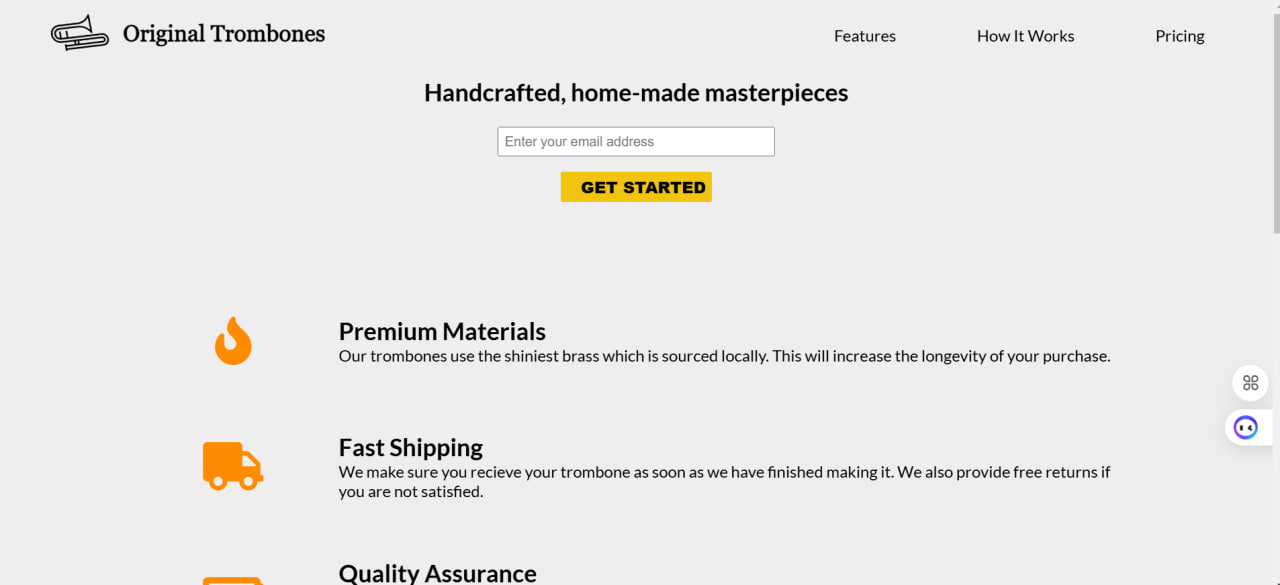 Original Trombones
Features
How It Works
Pricing
Handcrafted, home-made masterpieces
Enter your email address
GET STARTED
Premium Materials
Our trombones use the shiniest brass which is sourced locally. This will increase the longevity of your purchase.
Fast Shipping
We make sure you recieve your trombone as soon as we have finished making it. We also provide free returns if
you are not satisfied.
Quality Assurance